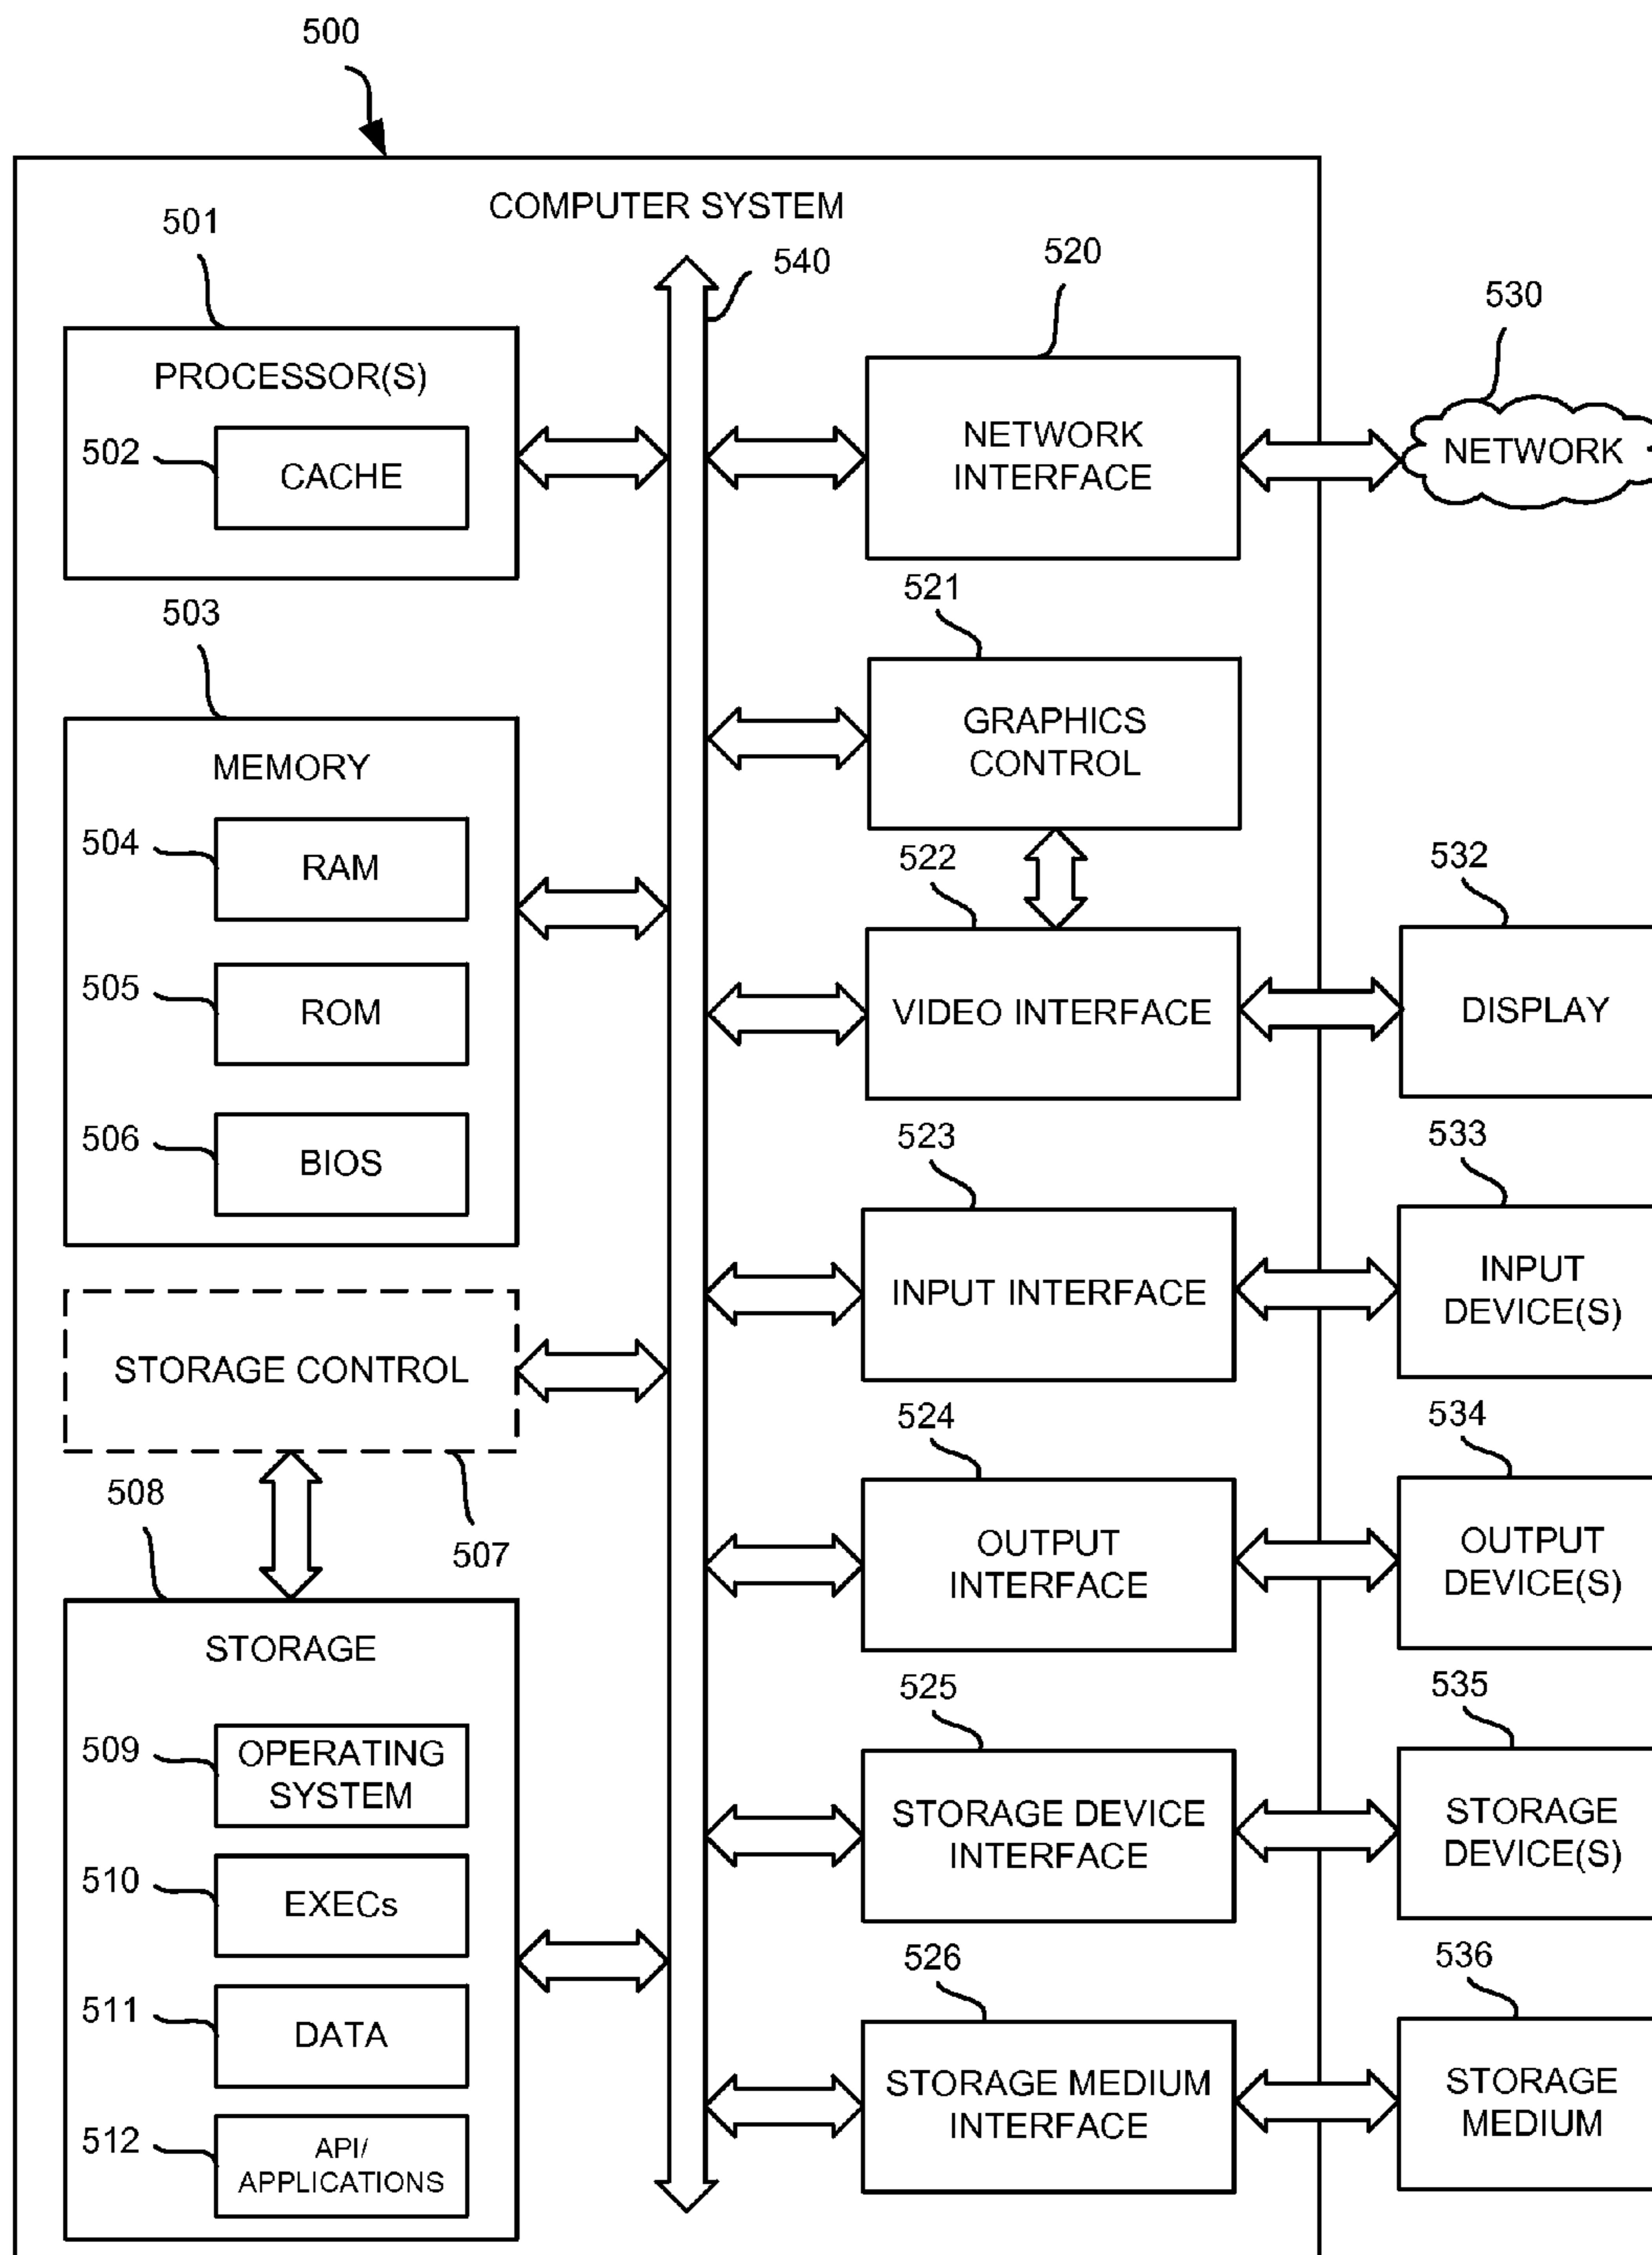 500
COMPUTER SYSTEM
501
540
520
530
PROCESSOR(S)
502
CACHE
NETWORK
INTERFACE
NETWORK
521
503
GRAPHICS
CONTROL
MEMORY
504
RAM
522
532
505
ROM
VIDEO INTERFACE
DISPLAY
506
BIOS
523
533
INPUT INTERFACE
INPUT
DEVICE(S)
STORAGE CONTROL
524
534
508
507
OUTPUT
INTERFACE
OUTPUT
DEVICE(S)
STORAGE
525
535
509
OPERATING
SYSTEM
STORAGE DEVICE
INTERFACE
STORAGE
DEVICE(S)
510
EXECs
526
536
511
DATA
STORAGE MEDIUM
INTERFACE
STORAGE
MEDIUM
512
API/
APPLICATIONS